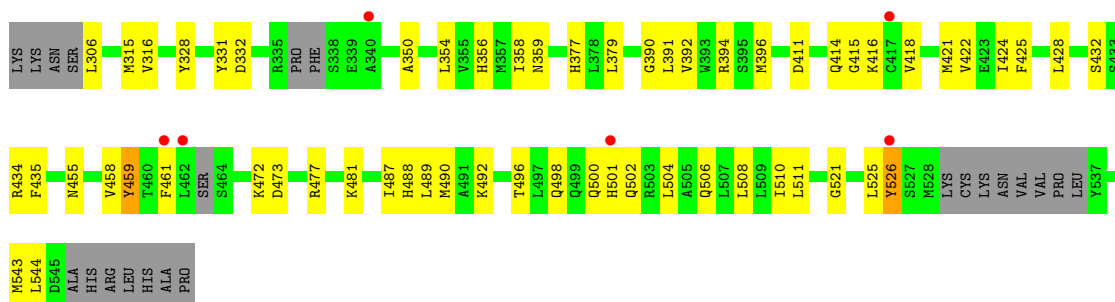 LYS LYS ASN SER L306 M315 V316 Y328 Y331 D332 R335 PRO PHE S338 E339 A340 A350 L354 V355 H356 M357 I358 N359 H377 L378 L379 G390 L391 V392 W393 R394 S395 M396 D411 Q414 G415 K416 C417 V418 M421 V422 E423 I424 F425 L428 S432 S433
R434 F435 N455 V458 Y459 T460 F461 L462 SER S464 K472 D473 R477 K481 I487 H488 L489 M490 A491 K492 T496 L497 Q498 Q499 Q500 H501 Q502 R503 L504 A505 Q506 L507 L508 L509 I510 L511 G521 L525 Y526 S527 M528 LYS CYS LYS ASN VAL VAL PRO LEU Y537
M543 L544 D545 ALA HIS ARG LEU HIS ALA PRO